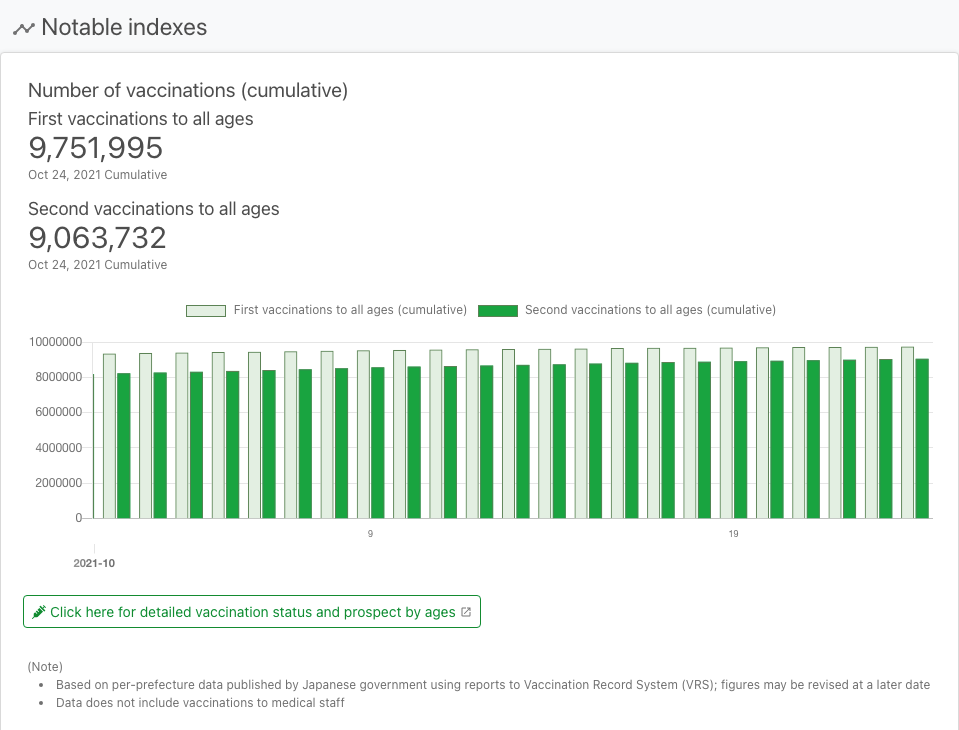 Notable indexes
Number of vaccinations (cumulative)
First vaccinations to all ages
9,751,995
Oct 24, 2021 Cumulative
Second vaccinations to all ages
9,063,732
Oct 24, 2021 Cumulative
First vaccinations to all ages (cumulative) Second vaccinations to all ages (cumulative)
10000000
8000000
6000000
4000000
2000000
0
9 19
2021-10
Click here for detailed vaccination status and prospect by ages
(Note)
• Based on per-prefecture data published by Japanese government using reports to Vaccination Record System (VRS); figures may be revised at a later date
• Data does not include vaccinations to medical staff